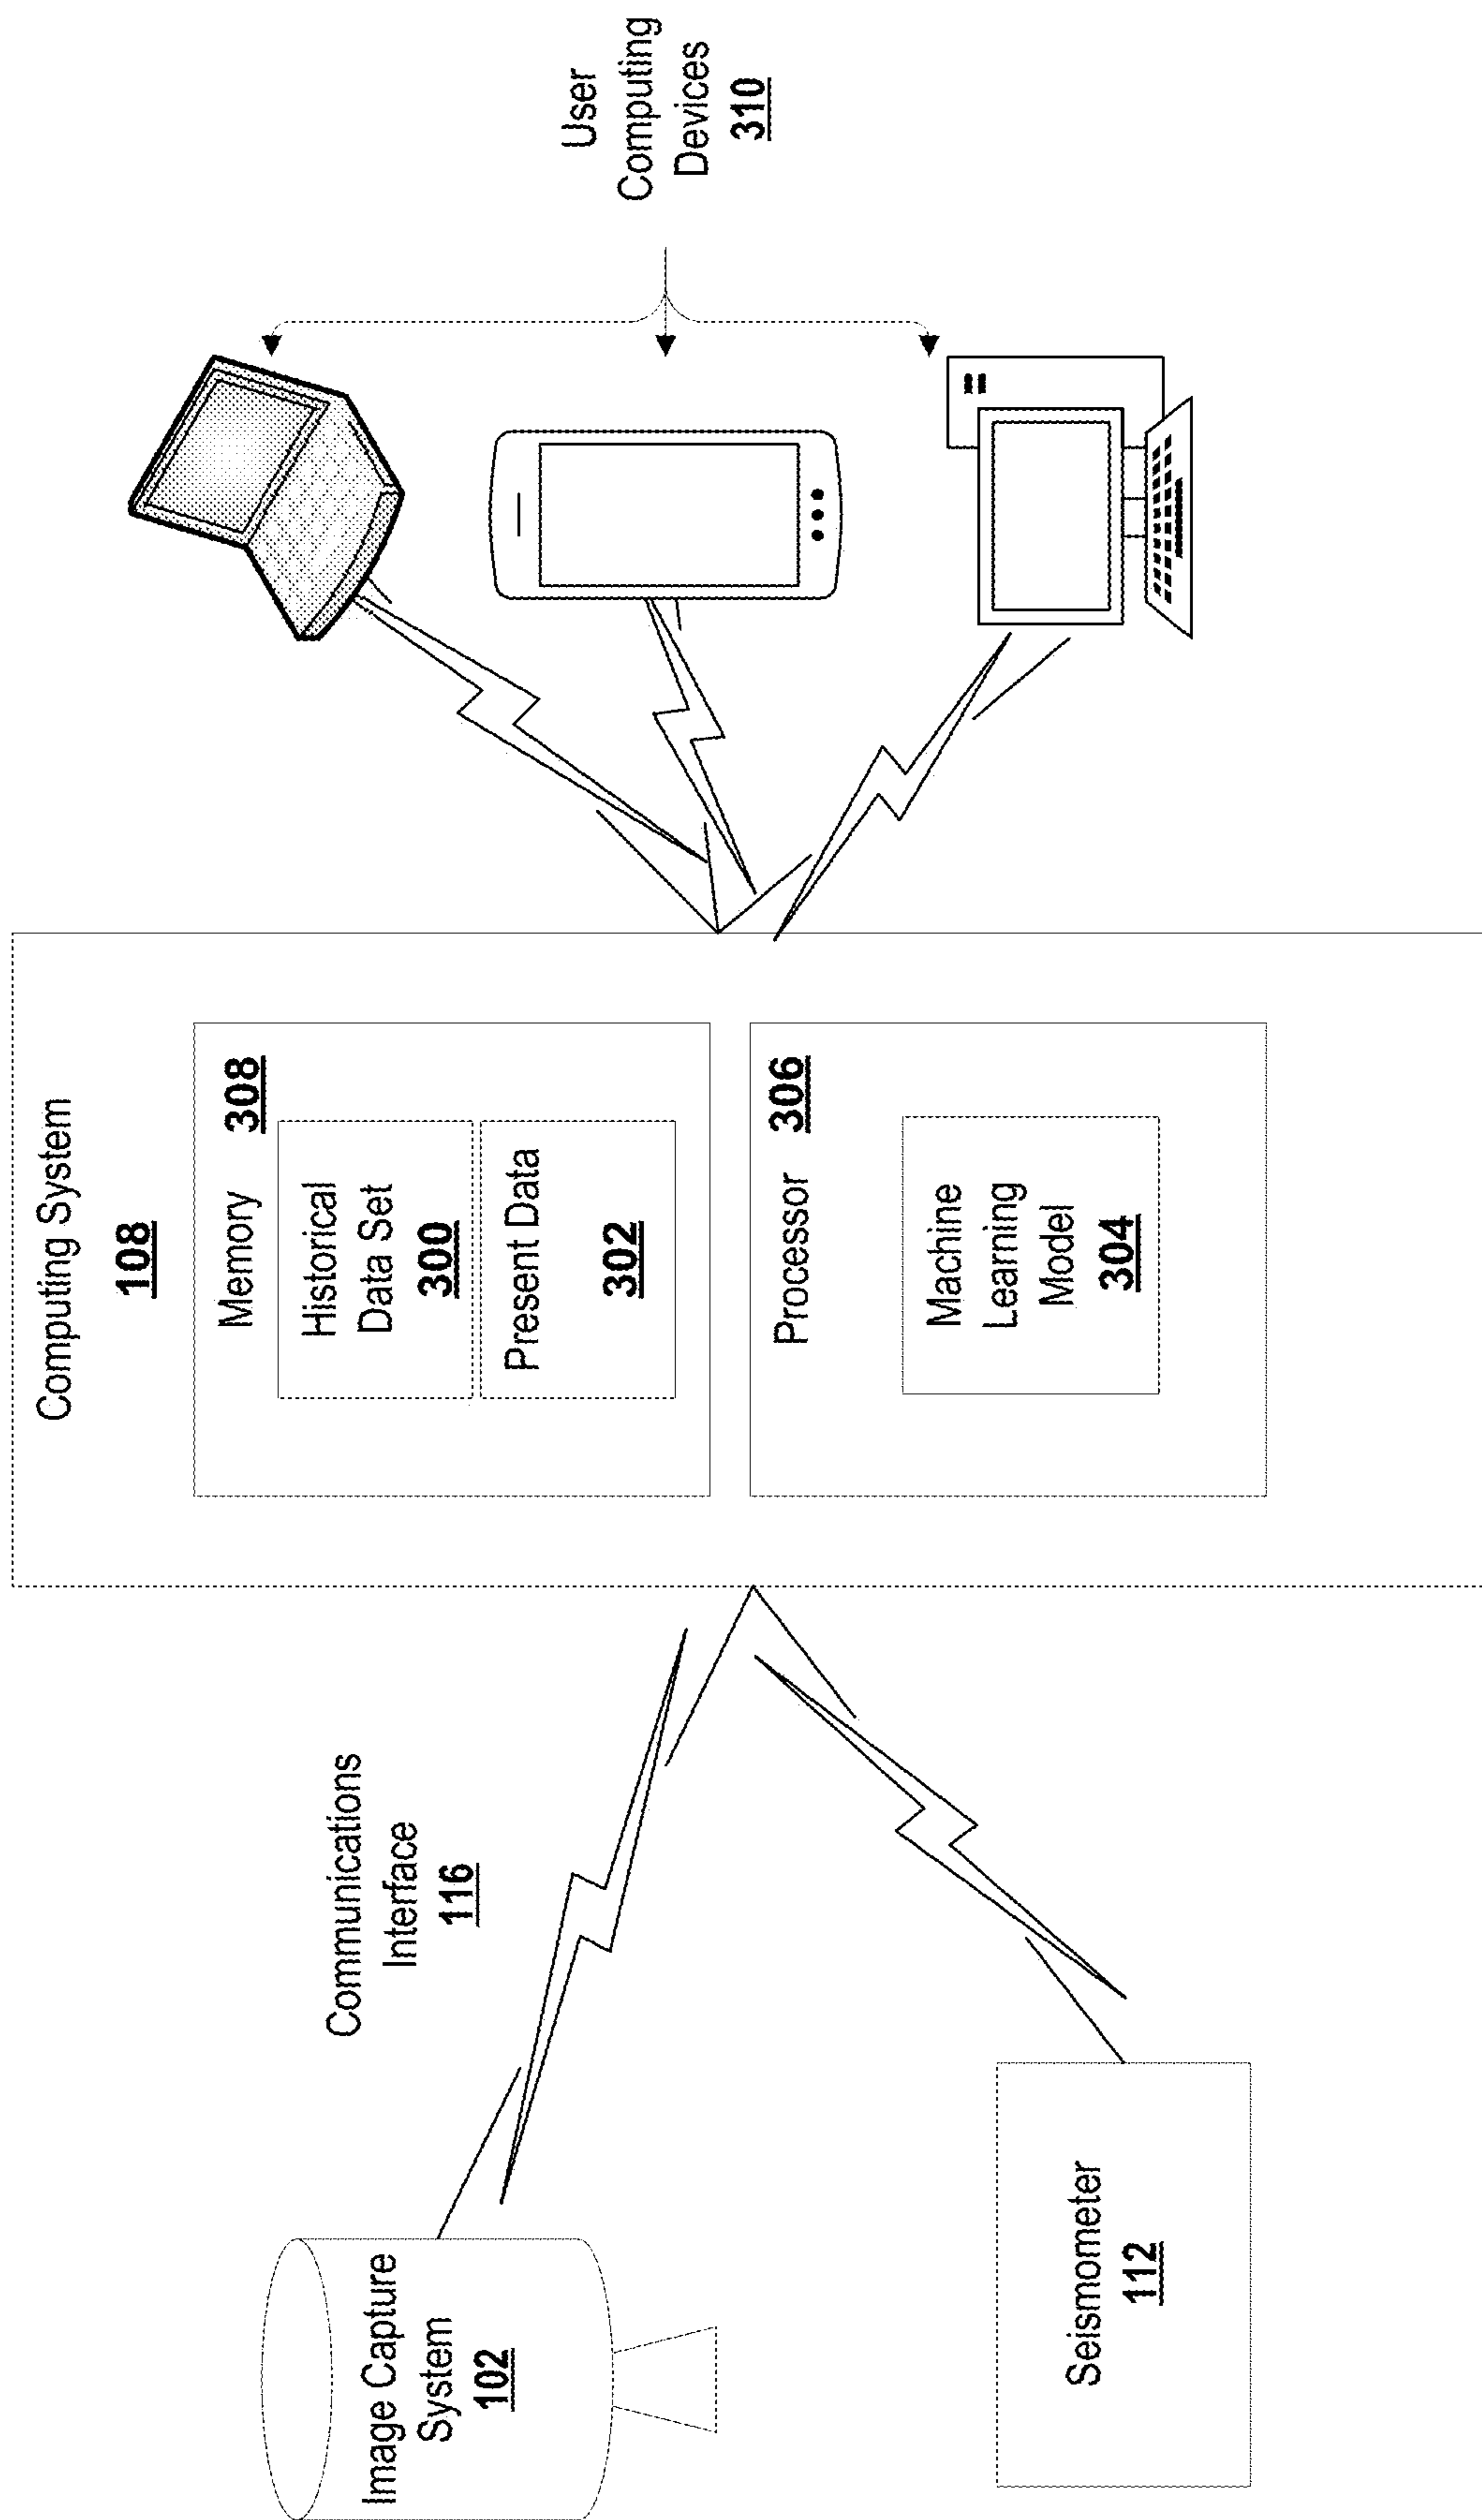 Image Capture
System
102
Seismometer
112
Communications
Interface
116
Computing System
108
Memory
308
Historical
Data Set
300
Present Data
302
Processor
306
Machine
Learning
Model
304
User
Computing
Devices
310